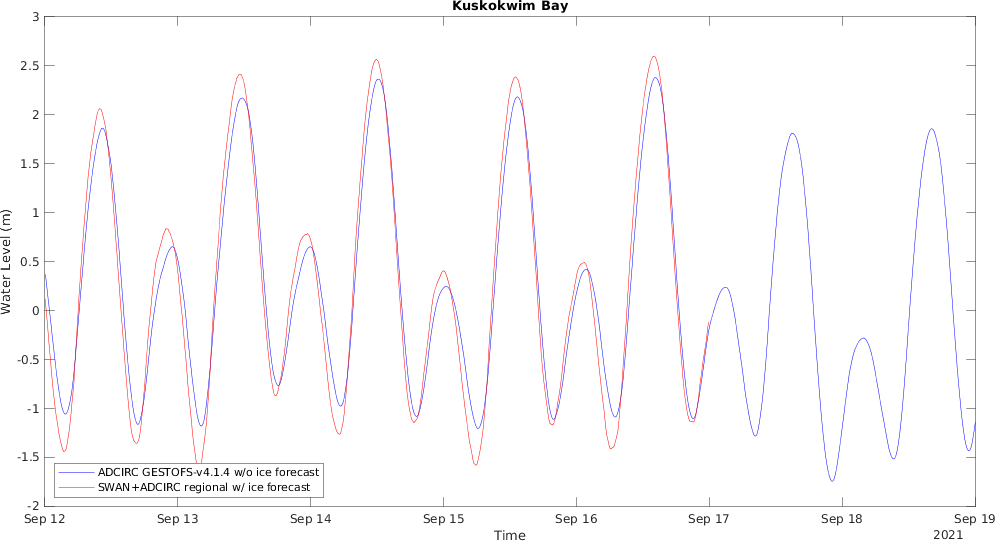 Kuskokwim Bay
3
2.5
2
1.5
1
0.5
0
-0.5
-1
-1.5
-2
Water Level (m)
ADCIRC GESTOFS-v4.1.4 w/o ice forecast
SWAN+ADCIRC regional w/ ice forecast
Sep 12 Sep 13 Sep 14 Sep 15 Sep 16 Sep 17 Sep 18 Sep 19
Time
2021